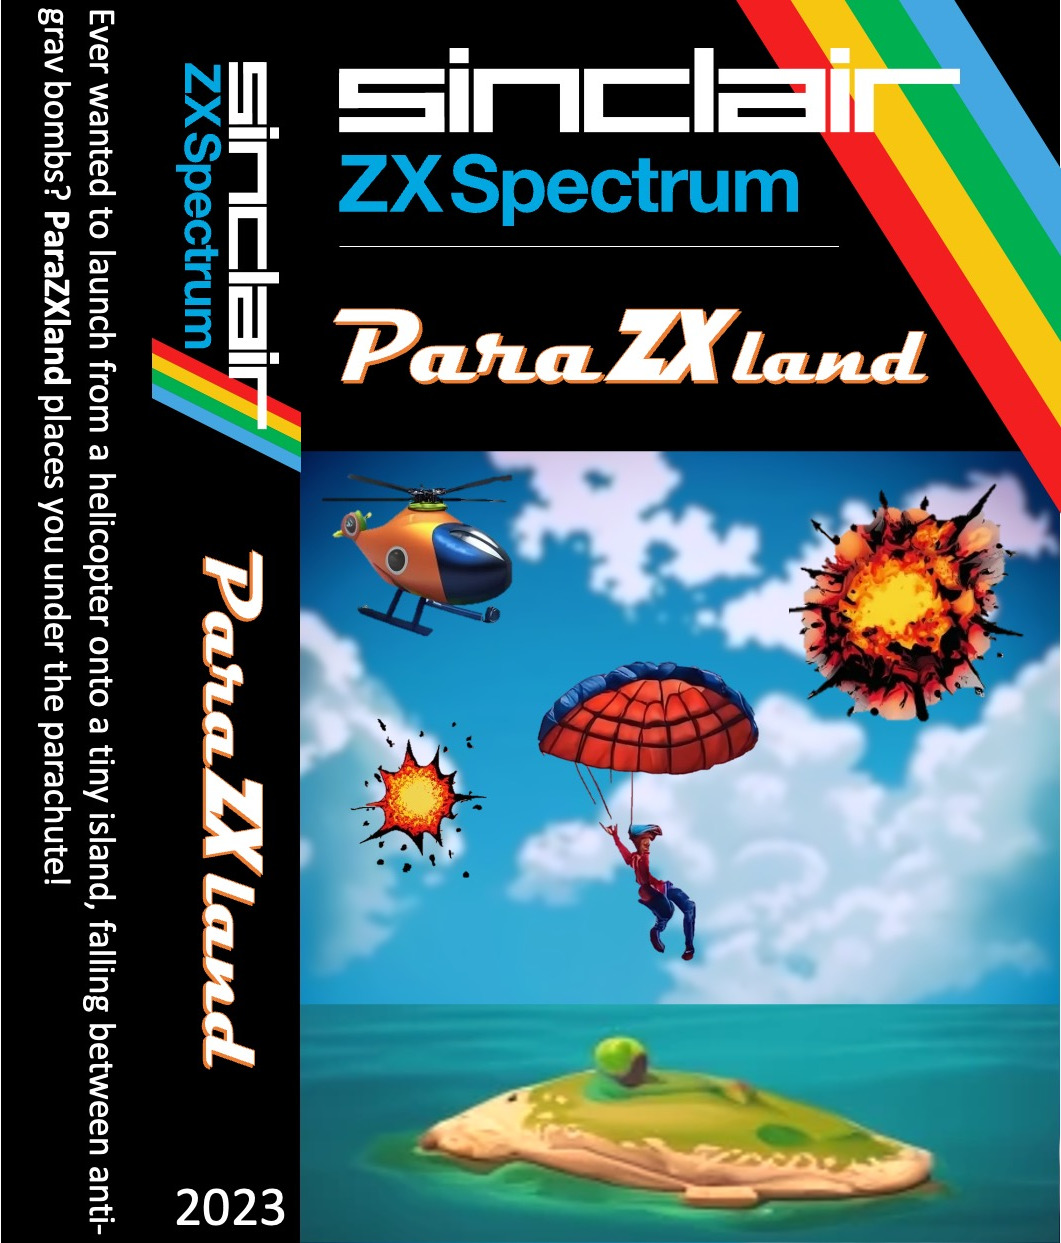 Ever wanted to launch from a helicopter onto a tiny island, falling between anti-
grav bombs? ParaZXland places you under the parachute!
sinclair
ZX Spectrum
ParaZXland
2023
sinclair
ZX Spectrum
ParaZXland